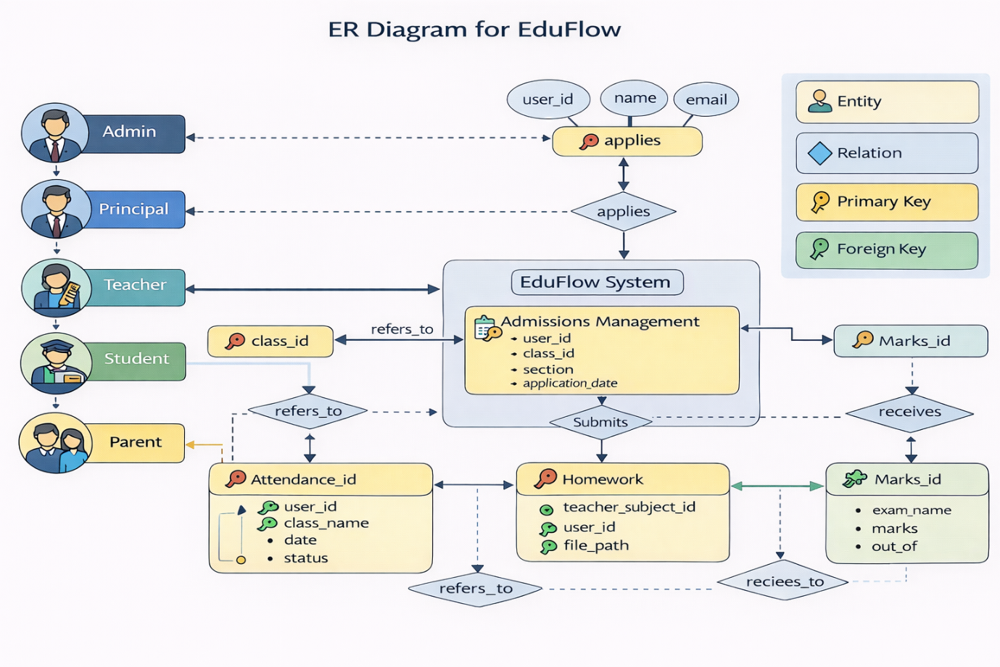 ER Diagram for EduFlow
user_id
name
email
applies
applies
Entity
Relation
Primary Key
Foreign Key
Admin
Principal
Teacher
Student
Parent
EduFlow System
Admissions Management
user_id
class_id
section
application_date
class_id
refers_to
Marks_id
refers_to
Submits
receives
Attendance_id
user_id
class_name
date
status
Homework
teacher_subject_id
user_id
file_path
Marks_id
exam_name
marks
out_of
refers_to
reciees_to